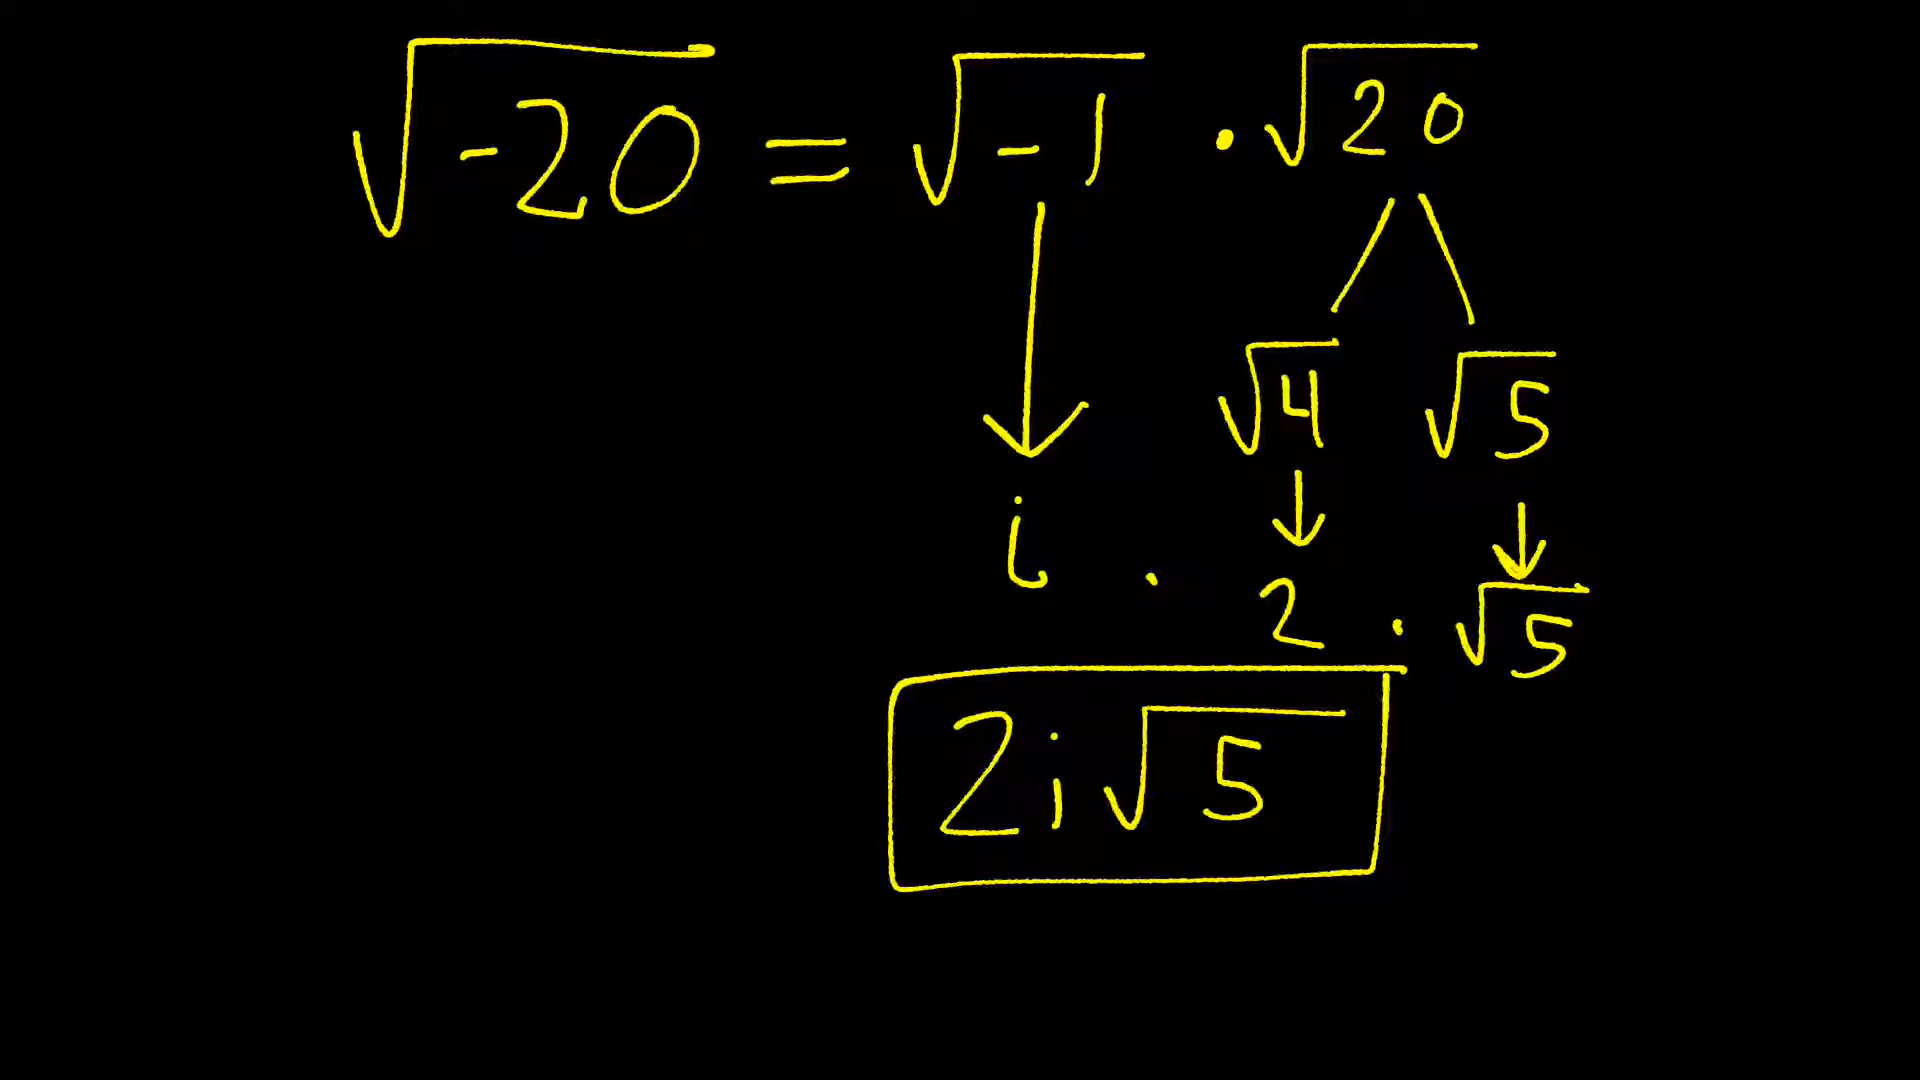 √-20 = √-1 · √20
√4 √5
i · 2 · √5
2i√5